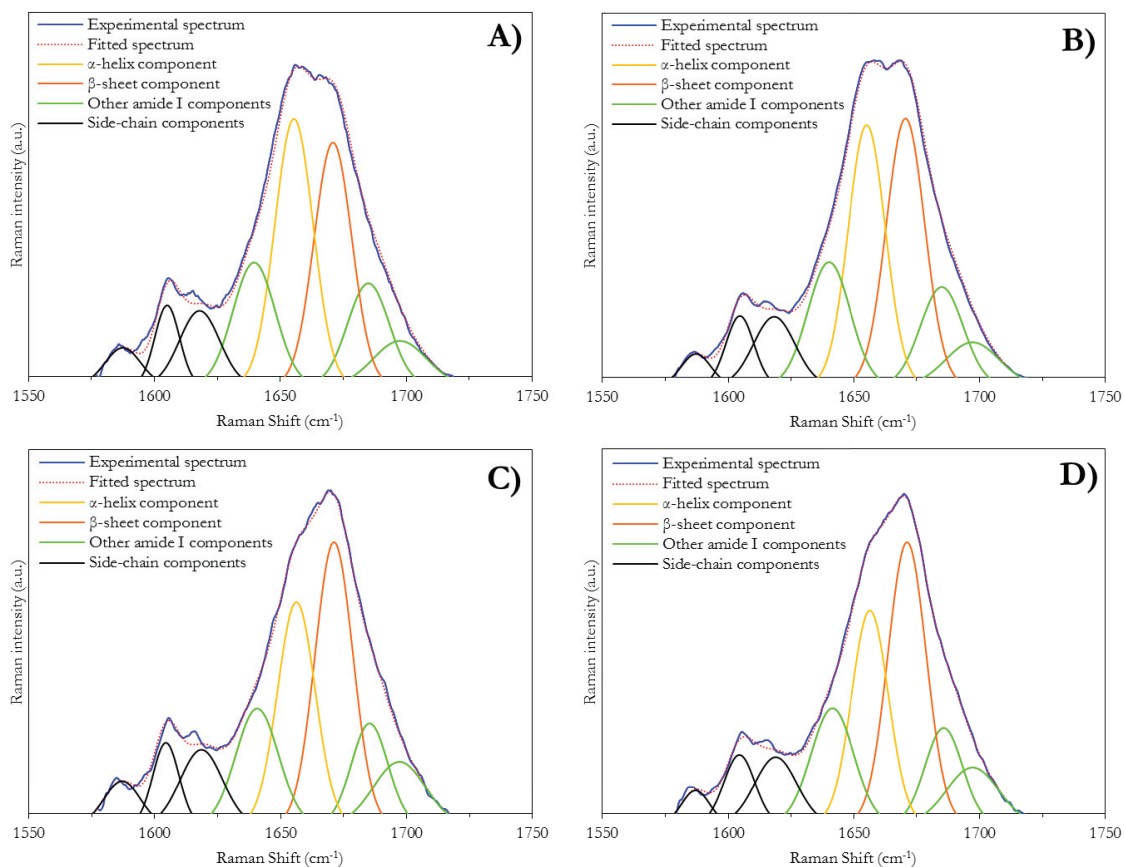 Experimental spectrum
Fitted spectrum
α-helix component
β-sheet component
Other amide I components
Side-chain components
A)
Raman intensity (a.u.)
1550
1600
1650
1700
1750
Raman Shift (cm⁻¹)
Experimental spectrum
Fitted spectrum
α-helix component
β-sheet component
Other amide I components
Side-chain components
B)
Raman intensity (a.u.)
1550
1600
1650
1700
1750
Raman Shift (cm⁻¹)
Experimental spectrum
Fitted spectrum
α-helix component
β-sheet component
Other amide I components
Side-chain components
C)
Raman intensity (a.u.)
1550
1600
1650
1700
1750
Raman Shift (cm⁻¹)
Experimental spectrum
Fitted spectrum
α-helix component
β-sheet component
Other amide I components
Side-chain components
D)
Raman intensity (a.u.)
1550
1600
1650
1700
1750
Raman Shift (cm⁻¹)